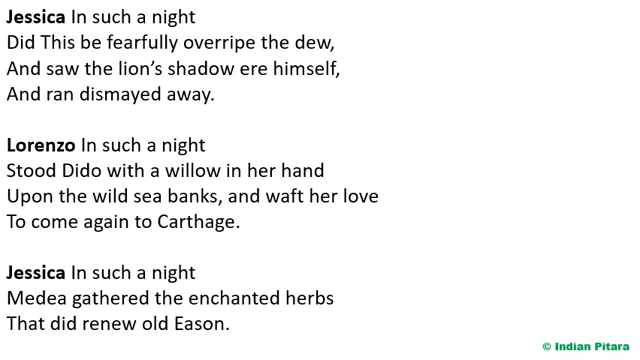 Jessica In such a night
Did This be fearfully overripe the dew,
And saw the lion’s shadow ere himself,
And ran dismayed away.
Lorenzo In such a night
Stood Dido with a willow in her hand
Upon the wild sea banks, and waft her love
To come again to Carthage.
Jessica In such a night
Medea gathered the enchanted herbs
That did renew old Eason.
© Indian Pitara